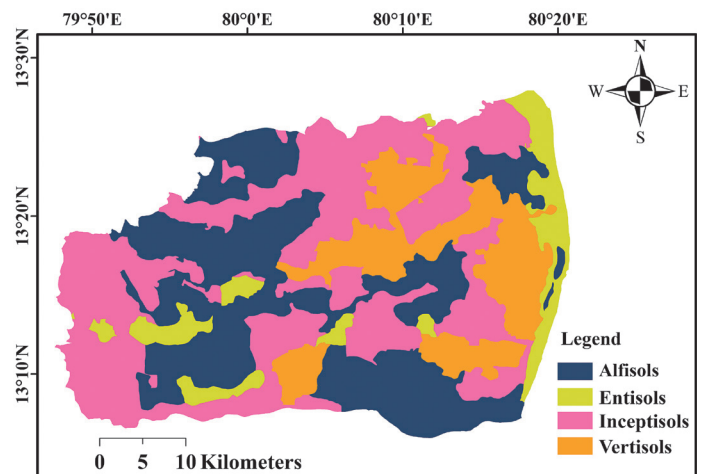 79°50'E 80°0'E 80°10'E 80°20'E
13°30'N
N
W E
S
13°20'N
13°10'N
Legend
Alfisols
Entisols
Inceptisols
Vertisols
0 5 10 Kilometers